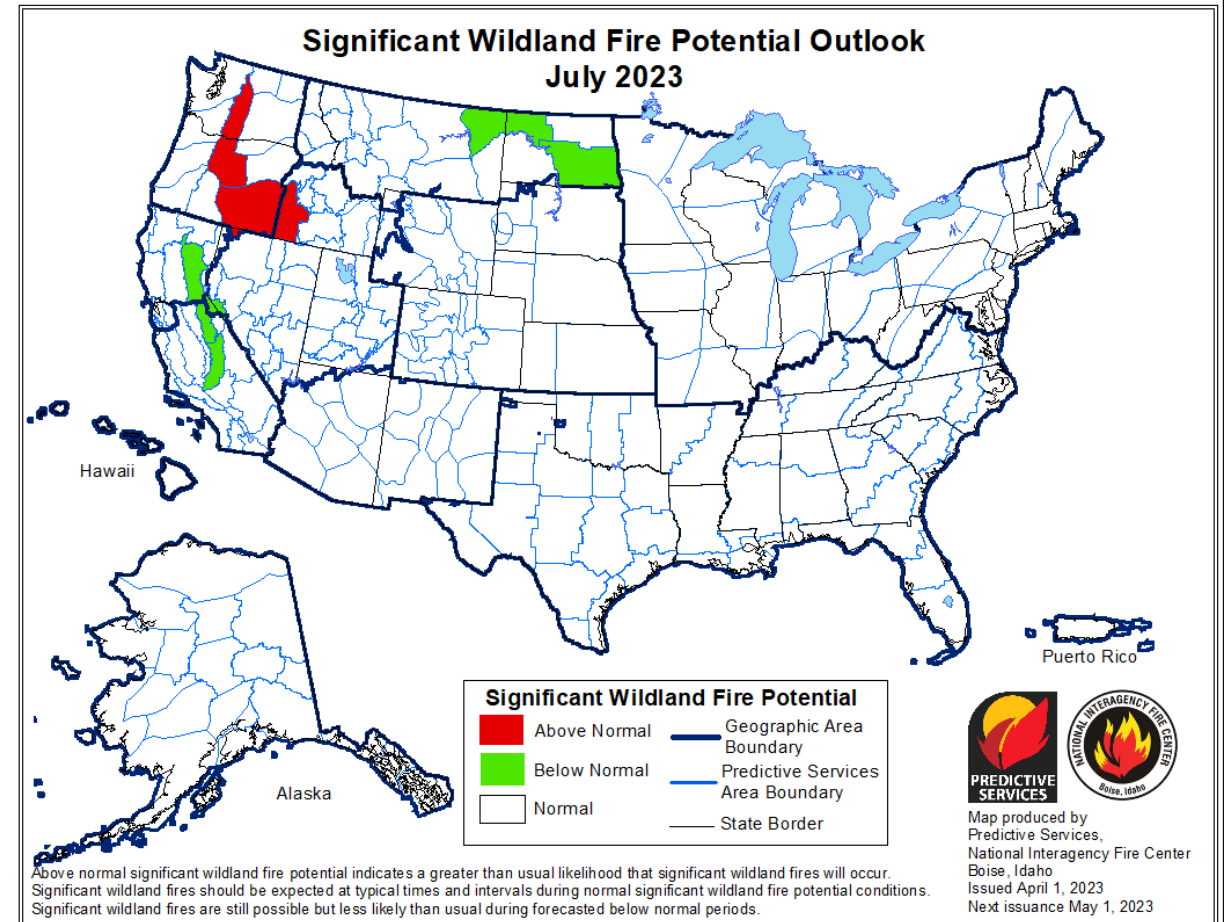 Significant Wildland Fire Potential Outlook
July 2023
Hawaii
Alaska
Puerto Rico
Significant Wildland Fire Potential
Above Normal
Below Normal
Normal
Geographic Area
Boundary
Predictive Services
Area Boundary
State Border
PREDICTIVE
SERVICES
NATIONAL INTERAGENCY FIRE CENTER
Boise, Idaho
Map produced by
Predictive Services,
National Interagency Fire Center
Boise, Idaho
Issued April 1, 2023
Next issuance May 1, 2023
Above normal significant wildland fire potential indicates a greater than usual likelihood that significant wildland fires will occur.
Significant wildland fires should be expected at typical times and intervals during normal significant wildland fire potential conditions.
Significant wildland fires are still possible but less likely than usual during forecasted below normal periods.